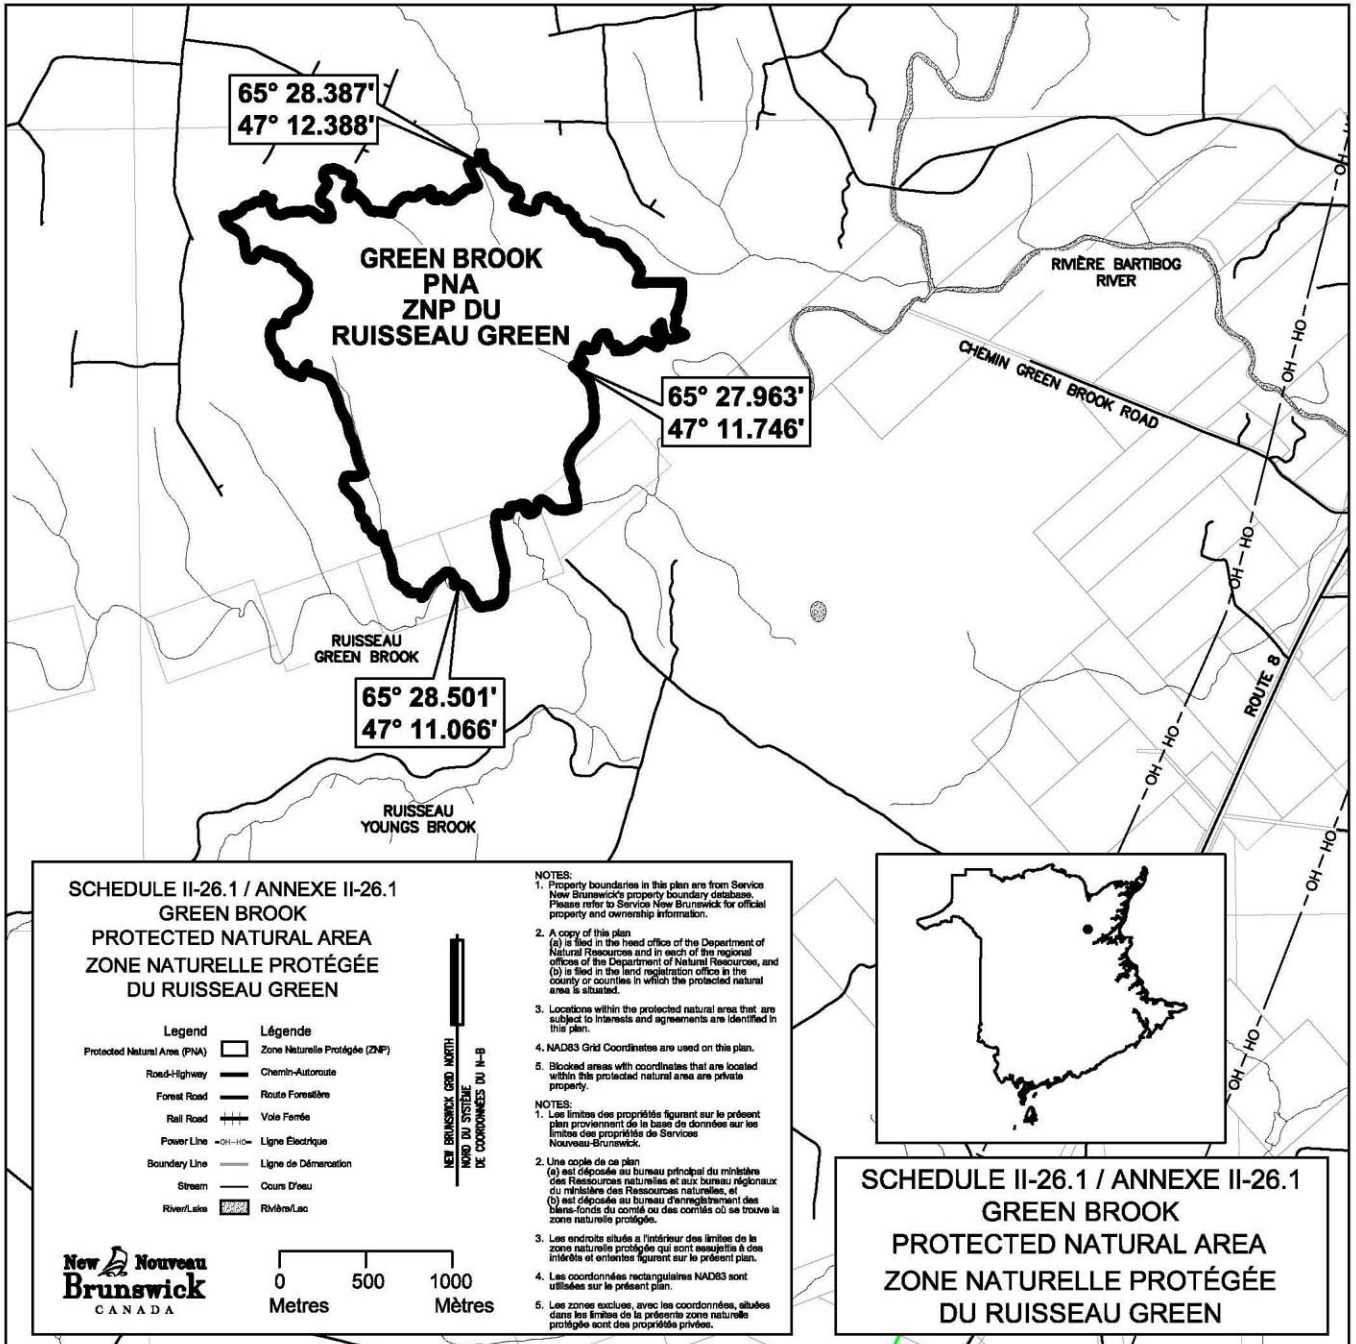 65° 28.387'
47° 12.388'
GREEN BROOK
PNA
ZNP DU
RUISSEAU GREEN
RIVIÈRE BARTIBOG
RIVER
CHEMIN GREEN BROOK ROAD
65° 27.963'
47° 11.746'
OH—HO
OH—HO
OH—HO
OH—HO
OH—HO
OH—HO
OH—HO
OH—HO
OH—HO
ROUTE 8
RUISSEAU
GREEN BROOK
65° 28.501'
47° 11.066'
RUISSEAU
YOUNGS BROOK
SCHEDULE II-26.1 / ANNEXE II-26.1
GREEN BROOK
PROTECTED NATURAL AREA
ZONE NATURELLE PROTÉGÉE
DU RUISSEAU GREEN
Legend Légende
Protected Natural Area (PNA) Zone Naturelle Protégée (ZNP)
Road-Highway Chemin-Autoroute
Forest Road Route Forestière
Rail Road Voie Ferrée
Power Line -OH-HO- Ligne Électrique
Boundary Line Ligne de Démarcation
Stream Cours D'eau
River/Lake Rivière/Lac
NEW BRUNSWICK GRID NORTH
NORD DU SYSTÈME
DE COORDONNÉES DU N-B
New Nouveau
Brunswick
CANADA
0 500 1000
Metres Mètres
NOTES:
1. Property boundaries in this plan are from Service
New Brunswick's property boundary database.
Please refer to Service New Brunswick for official
property and ownership information.
2. A copy of this plan
(a) is filed in the head office of the Department of
Natural Resources and in each of the regional
offices of the Department of Natural Resources, and
(b) is filed in the land registration office in the
county or counties in which the protected natural
area is situated.
3. Locations within the protected natural area that are
subject to interests and agreements are identified in
this plan.
4. NAD83 Grid Coordinates are used on this plan.
5. Blocked areas with coordinates that are located
within this protected natural area are private
property.
NOTES:
1. Les limites des propriétés figurant sur le présent
plan proviennent de la base de données sur les
limites des propriétés de Services
Nouveau-Brunswick.
2. Une copie de ce plan
(a) est déposée au bureau principal du ministère
des Ressources naturelles et aux bureau régionaux
du ministère des Ressources naturelles, et
(b) est déposée au bureau d'enregistrement des
biens-fonds du comté ou des comtés où se trouve la
zone naturelle protégée.
3. Les endroits situés a l'intérieur des limites de la
zone naturelle protégée qui sont assujettis à des
intérêts et ententes figurent sur le présent plan.
4. Les coordonnées rectangulaires NAD83 sont
utilisées sur le présent plan.
5. Les zones exclues, avec les coordonnées, situées
dans les limites de la présente zone naturelle
protégée sont des propriétés privées.
SCHEDULE II-26.1 / ANNEXE II-26.1
GREEN BROOK
PROTECTED NATURAL AREA
ZONE NATURELLE PROTÉGÉE
DU RUISSEAU GREEN